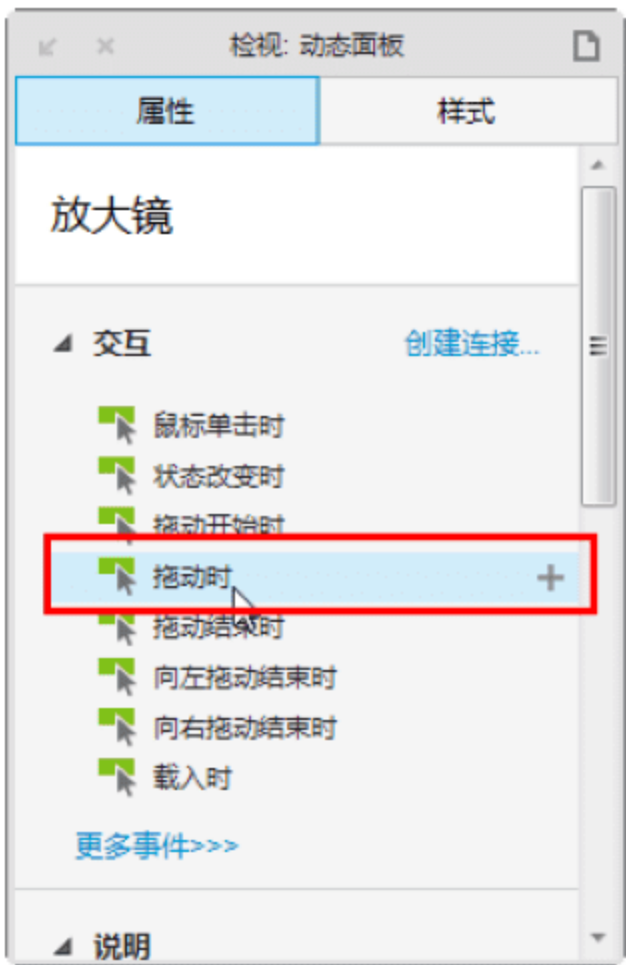 检视: 动态面板
属性
样式
放大镜
交互
创建连接...
鼠标单击时
状态改变时
拖动开始时
拖动时
拖动结束时
向左拖动结束时
向右拖动结束时
载入时
更多事件>>>
说明